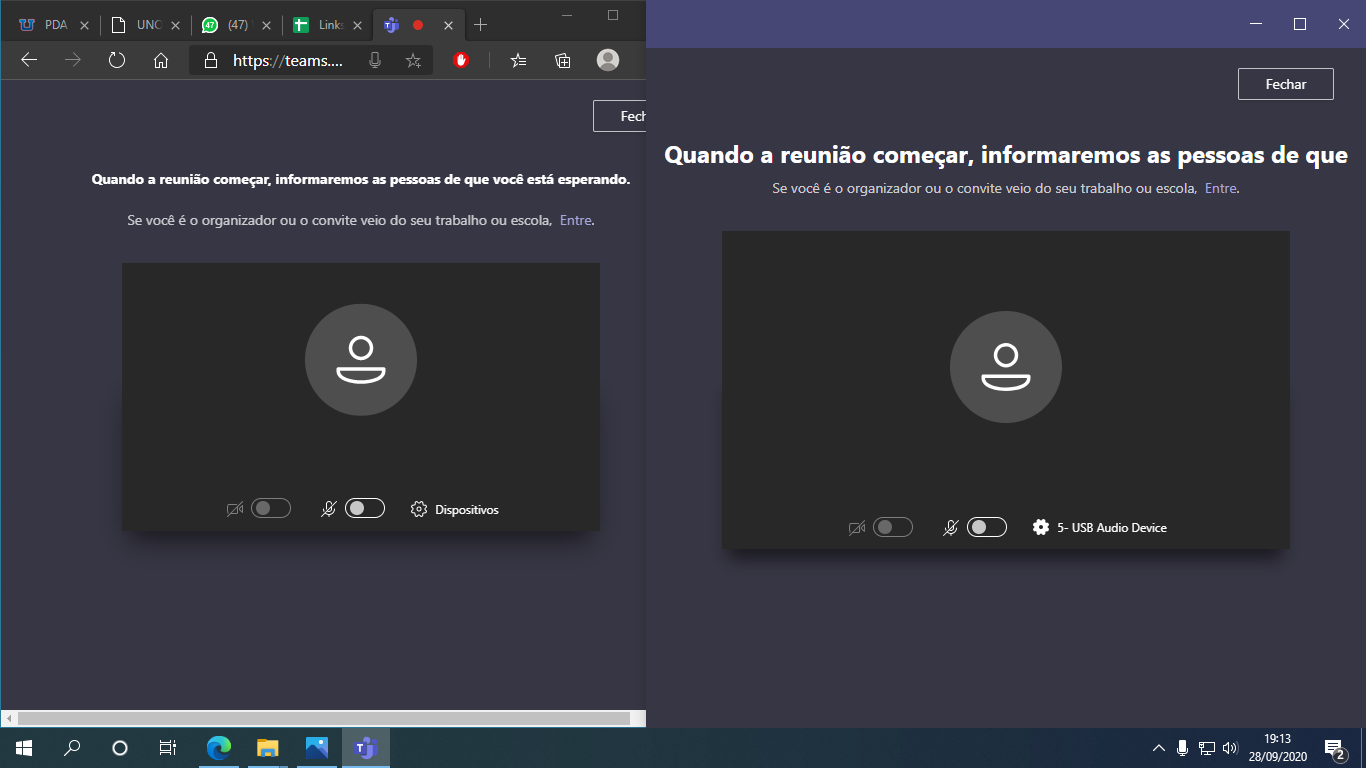 PDA
UNO
(47)
Links
https://teams....
Fech
Quando a reunião começar, informaremos as pessoas de que você está esperando.
Se você é o organizador ou o convite veio do seu trabalho ou escola, Entre.
Dispositivos
Fechar
Quando a reunião começar, informaremos as pessoas de que
Se você é o organizador ou o convite veio do seu trabalho ou escola, Entre.
5- USB Audio Device
19:13
28/09/2020
2